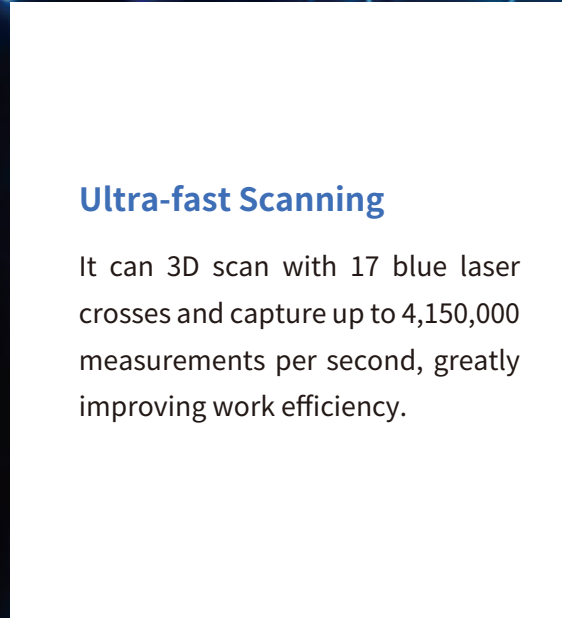 Ultra-fast Scanning
It can 3D scan with 17 blue laser
crosses and capture up to 4,150,000
measurements per second, greatly
improving work efficiency.